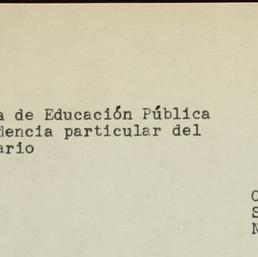 a de Educación Pública
dencia particular del
ario
C
S
N